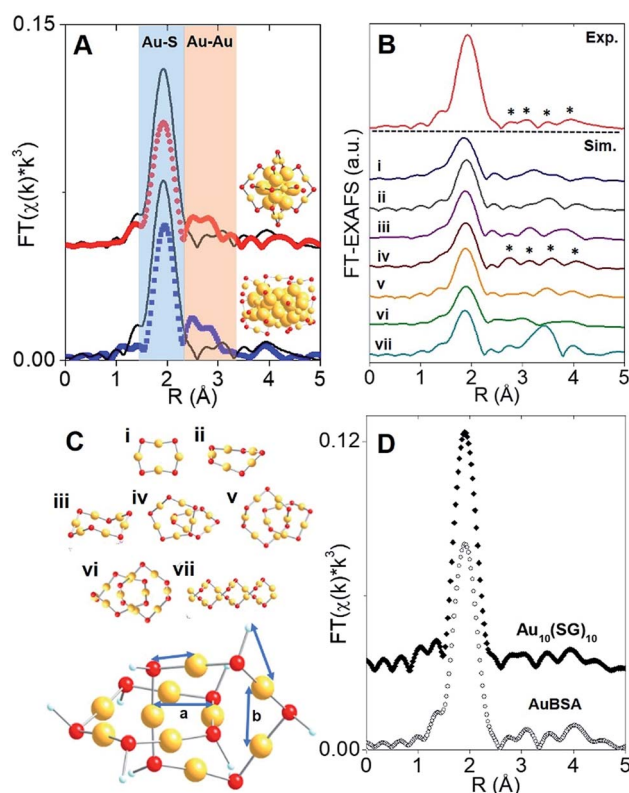 0.15
A
Au-S
Au-Au
FT(χ(k)*k³)
0.00
0 1 2 3 4 5
R (Å)
B
Exp.
* * * *
Sim.
i
ii
iii
iv
* * * *
v
vi
vii
FT-EXAFS (a.u.)
0 1 2 3 4 5
R (Å)
C
i
ii
iii
iv
v
vi
vii
a
b
D
0.12
FT(χ(k)*k³)
Au₁₀(SG)₁₀
AuBSA
0.00
0 1 2 3 4 5
R (Å)